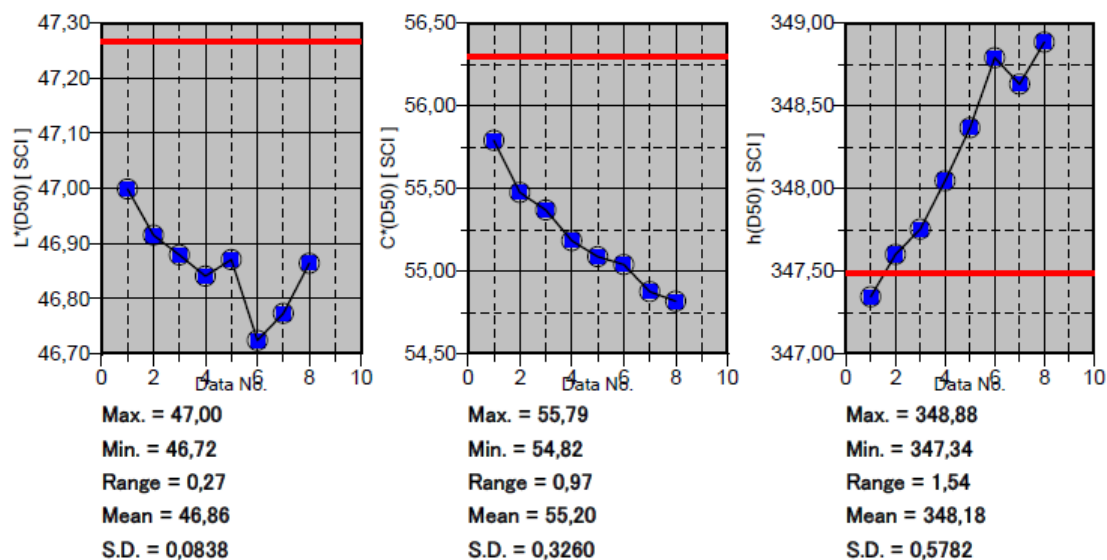 L*(D50) [ SCI ]
47,30
47,20
47,10
47,00
46,90
46,80
46,70
0 2 4 6 8 10
Data No.
Max. = 47,00
Min. = 46,72
Range = 0,27
Mean = 46,86
S.D. = 0,0838
C*(D50) [ SCI ]
56,50
56,00
55,50
55,00
54,50
0 2 4 6 8 10
Data No.
Max. = 55,79
Min. = 54,82
Range = 0,97
Mean = 55,20
S.D. = 0,3260
h(D50) [ SCI ]
349,00
348,50
348,00
347,50
347,00
0 2 4 6 8 10
Data No.
Max. = 348,88
Min. = 347,34
Range = 1,54
Mean = 348,18
S.D. = 0,5782